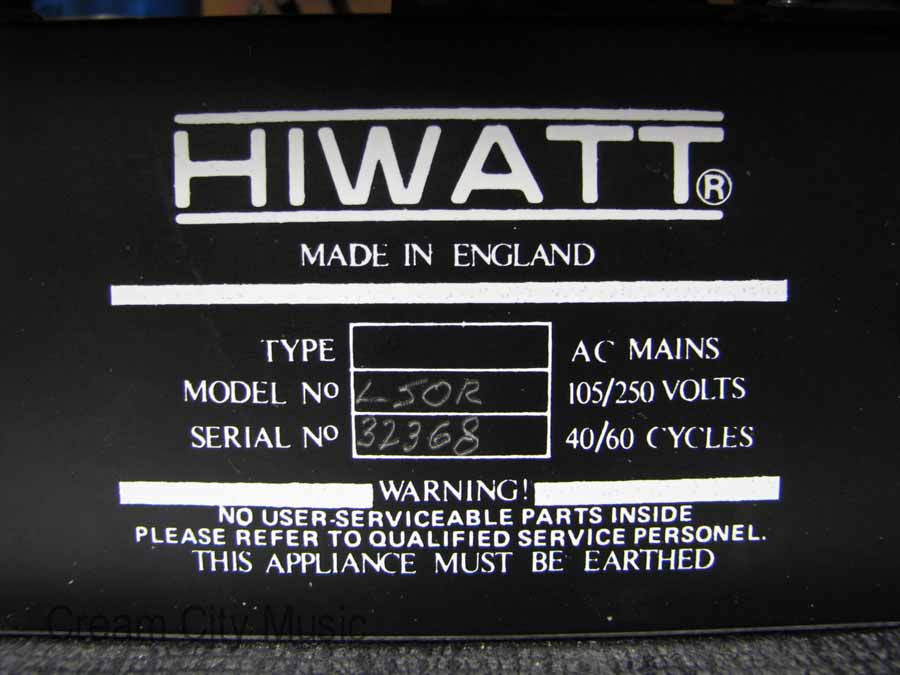 HIWATT®
MADE IN ENGLAND
TYPE AC MAINS
MODEL No L50R 105/250 VOLTS
SERIAL No 32368 40/60 CYCLES
WARNING!
NO USER-SERVICEABLE PARTS INSIDE
PLEASE REFER TO QUALIFIED SERVICE PERSONEL.
THIS APPLIANCE MUST BE EARTHED
Cream City Music